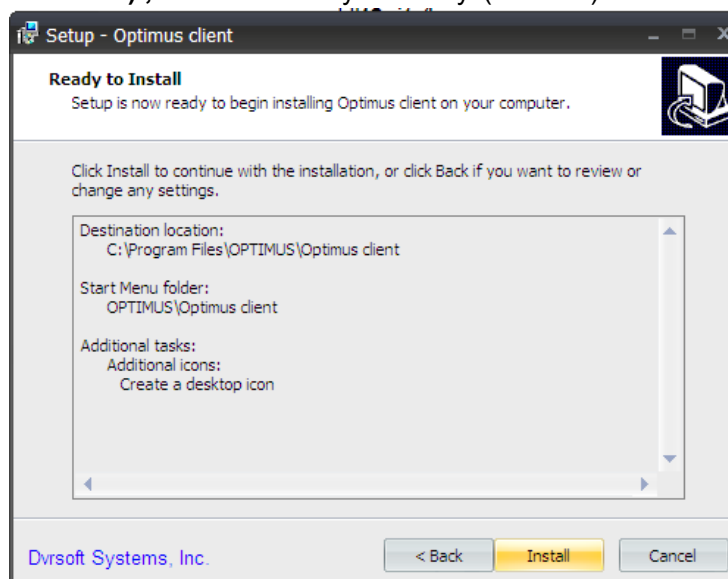 Setup - Optimus client
Ready to Install
Setup is now ready to begin installing Optimus client on your computer.
Click Install to continue with the installation, or click Back if you want to review or
change any settings.
Destination location:
C:\Program Files\OPTIMUS\Optimus client
Start Menu folder:
OPTIMUS\Optimus client
Additional tasks:
Additional icons:
Create a desktop icon
Dvrsoft Systems, Inc.
< Back
Install
Cancel